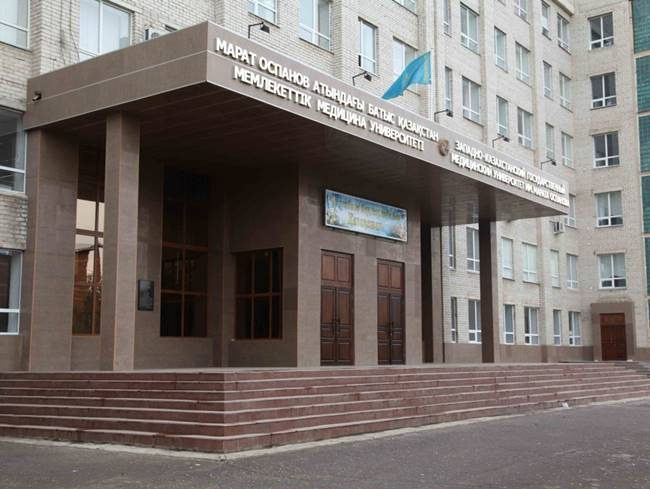 МАРАТ ОСПАНОВ АТЫНДАҒЫ БАТЫС ҚАЗАҚСТАН
МЕМЛЕКЕТТІК МЕДИЦИНА УНИВЕРСИТЕТІ
ЗАПАДНО-КАЗАХСТАНСКИЙ ГОСУДАРСТВЕННЫЙ
МЕДИЦИНСКИЙ УНИВЕРСИТЕТ ИМ. МАРАТА ОСПАНОВА